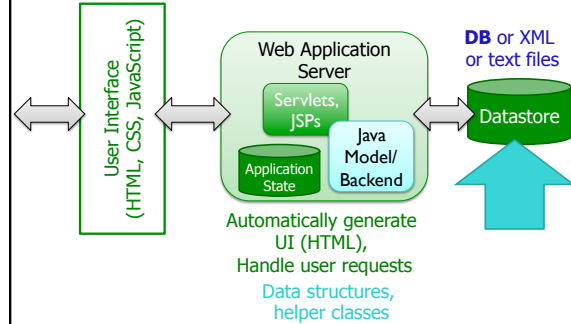 User Interface
(HTML, CSS, JavaScript)
Web Application
Server
Servlets,
JSPs
Java
Model/
Backend
Application
State
DB or XML
or text files
Datastore
Automatically generate
UI (HTML),
Handle user requests
Data structures,
helper classes